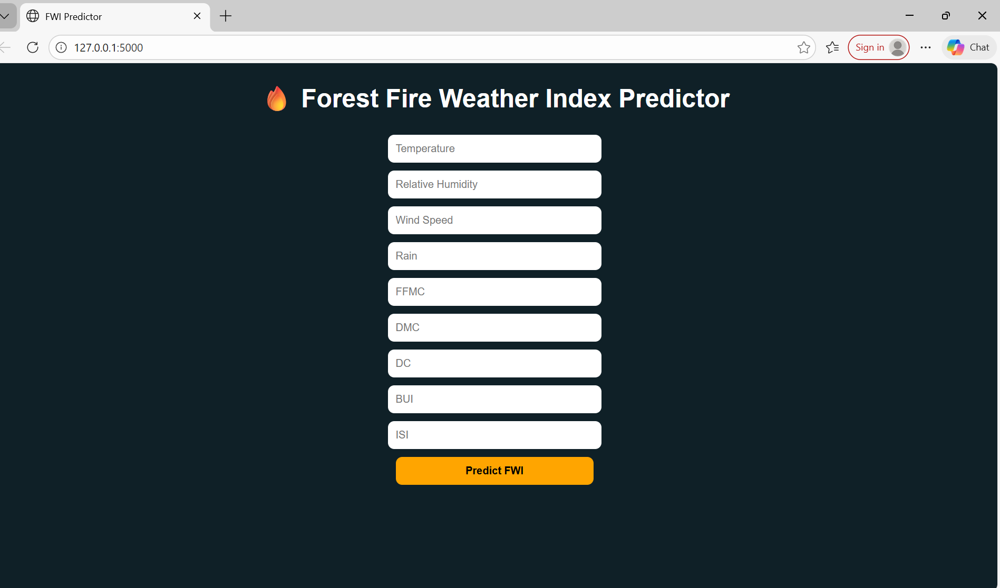 FWI Predictor
127.0.0.1:5000
Sign in
Chat
Forest Fire Weather Index Predictor
Temperature
Relative Humidity
Wind Speed
Rain
FFMC
DMC
DC
BUI
ISI
Predict FWI